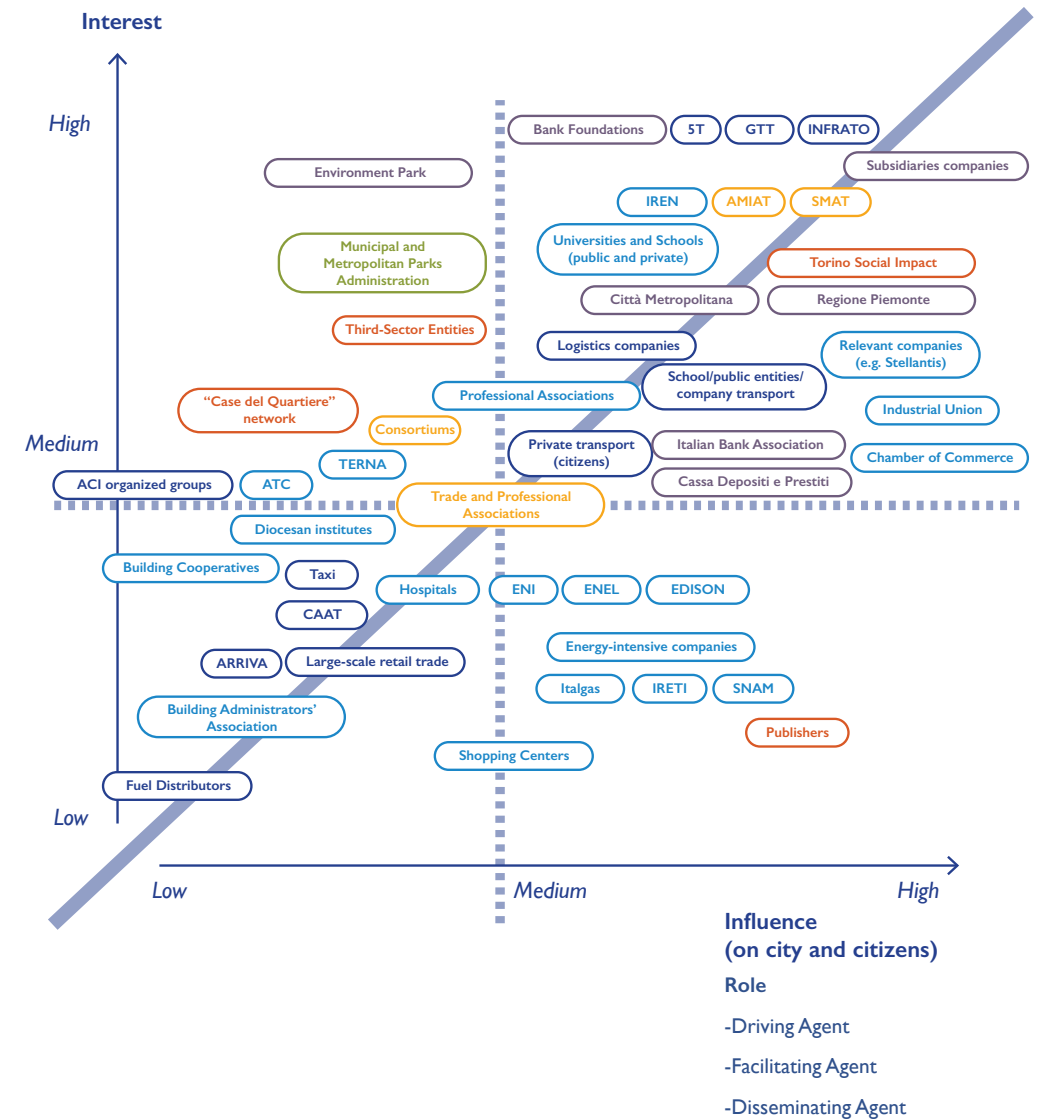 Interest
High
Bank Foundations
5T
GTT
INFRATO
Environment Park
Subsidiaries companies
IREN
AMIAT
SMAT
Municipal and
Metropolitan Parks
Administration
Universities and Schools
(public and private)
Torino Social Impact
Città Metropolitana
Regione Piemonte
Third-Sector Entities
Logistics companies
Relevant companies
(e.g. Stellantis)
School/public entities/
company transport
Professional Associations
"Case del Quartiere"
network
Industrial Union
Consortiums
Medium
Private transport
(citizens)
Italian Bank Association
Chamber of Commerce
TERNA
ACI organized groups
ATC
Cassa Depositi e Prestiti
Trade and Professional
Associations
Diocesan institutes
Building Cooperatives
Taxi
Hospitals
ENI
ENEL
EDISON
CAAT
Energy-intensive companies
ARRIVA
Large-scale retail trade
Italgas
IRETI
SNAM
Building Administrators'
Association
Publishers
Shopping Centers
Fuel Distributors
Low
Low
Medium
High
Influence
(on city and citizens)
Role
-Driving Agent
-Facilitating Agent
-Disseminating Agent